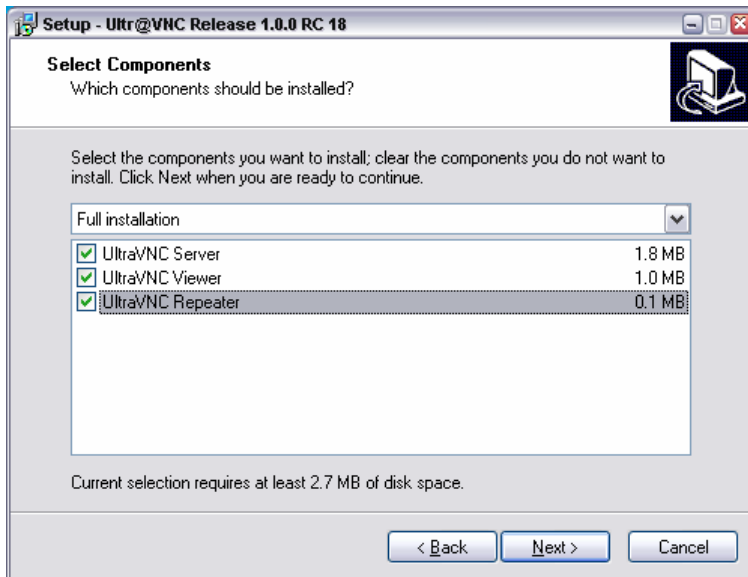 Setup - Ultr@VNC Release 1.0.0 RC 18
Select Components
Which components should be installed?
Select the components you want to install; clear the components you do not want to
install. Click Next when you are ready to continue.
Full installation
UltraVNC Server 1.8 MB
UltraVNC Viewer 1.0 MB
UltraVNC Repeater 0.1 MB
Current selection requires at least 2.7 MB of disk space.
< Back Next > Cancel